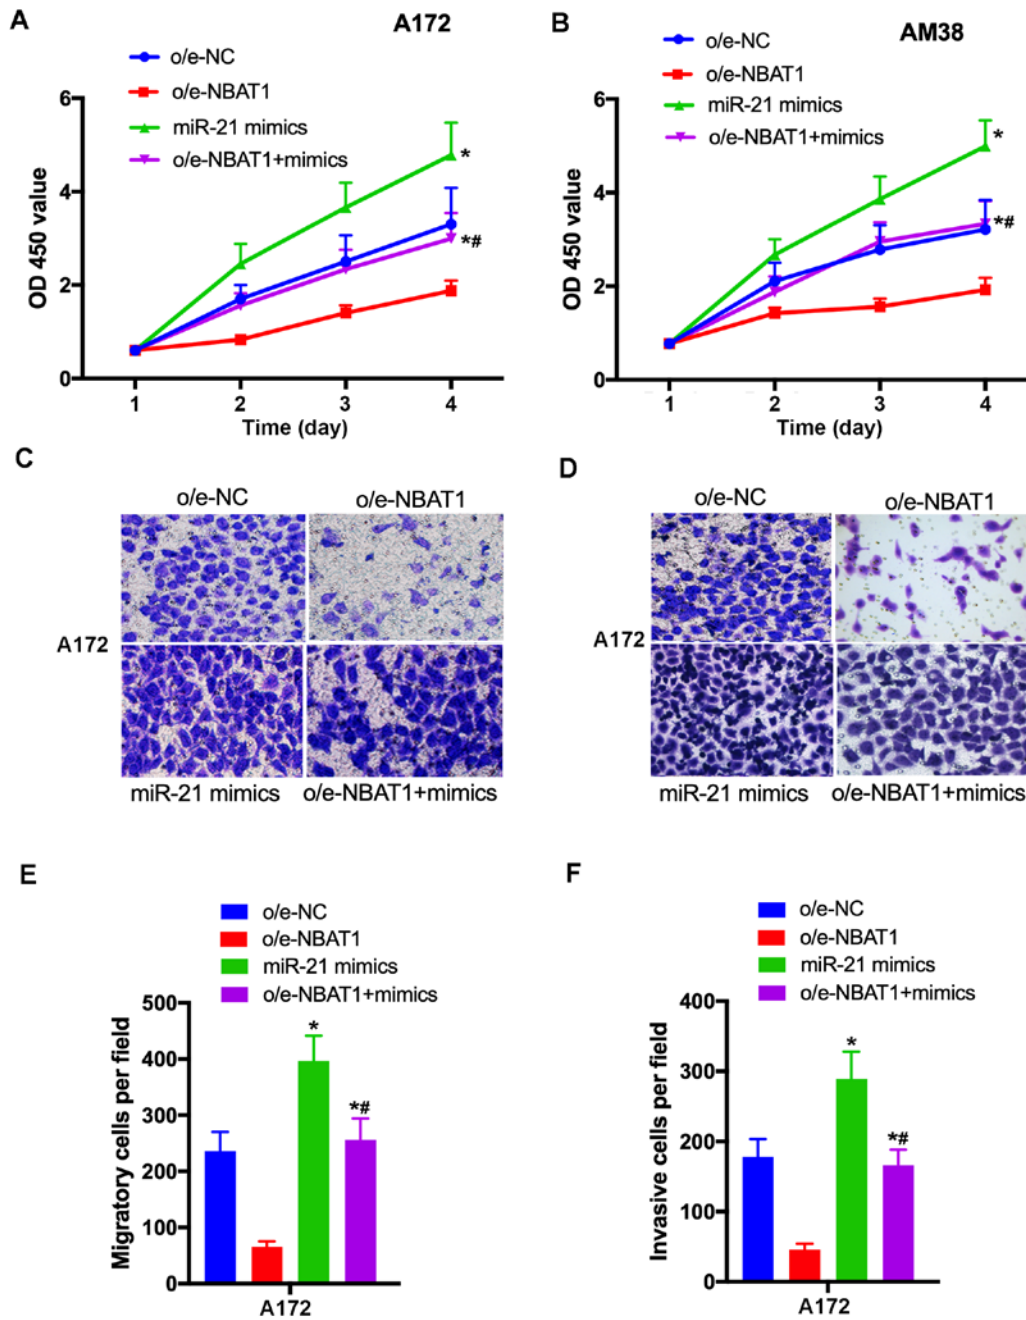 A
A172
o/e-NC
o/e-NBAT1
miR-21 mimics
o/e-NBAT1+mimics
6
4
2
0
OD 450 value
*
*#
1 2 3 4
Time (day)
B
AM38
o/e-NC
o/e-NBAT1
miR-21 mimics
o/e-NBAT1+mimics
6
4
2
0
OD 450 value
*
*#
1 2 3 4
Time (day)
C
o/e-NC o/e-NBAT1
A172
miR-21 mimics o/e-NBAT1+mimics
D
o/e-NC o/e-NBAT1
A172
miR-21 mimics o/e-NBAT1+mimics
E
o/e-NC
o/e-NBAT1
miR-21 mimics
o/e-NBAT1+mimics
500
400
300
200
100
0
Migratory cells per field
*
*#
A172
F
o/e-NC
o/e-NBAT1
miR-21 mimics
o/e-NBAT1+mimics
400
300
200
100
0
Invasive cells per field
*
*#
A172